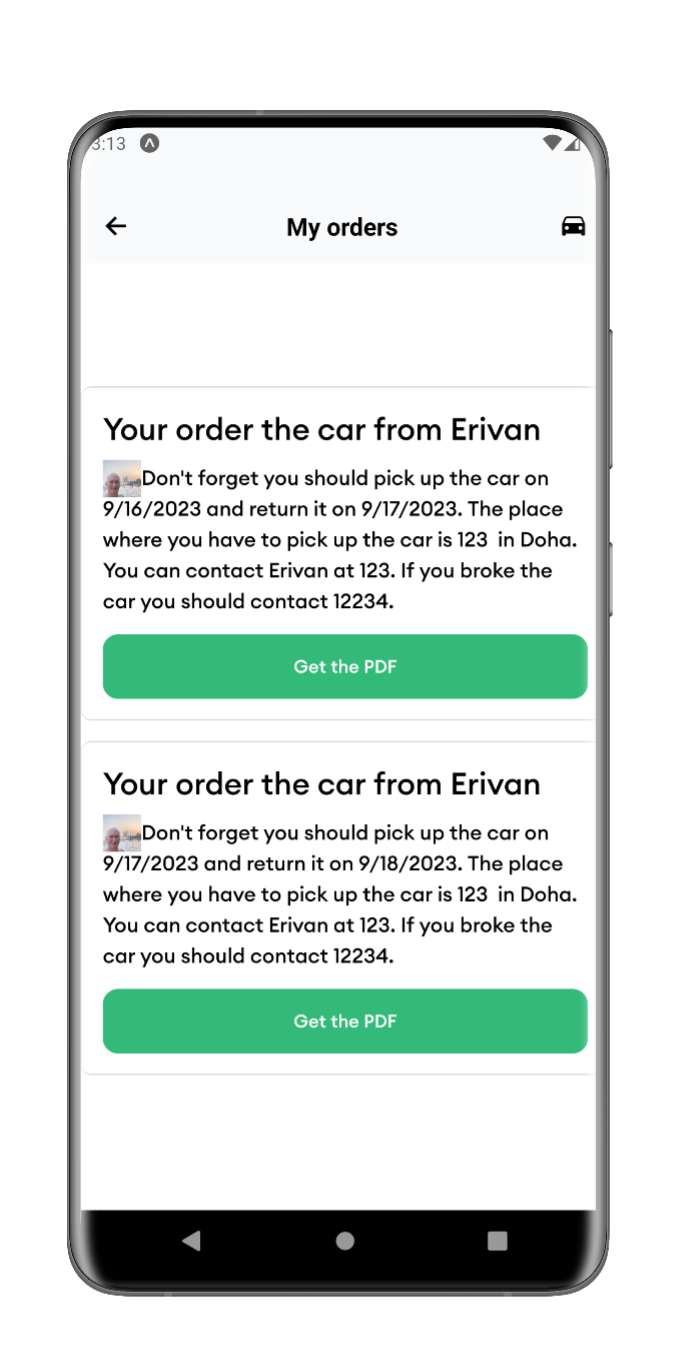 3:13
My orders
Your order the car from Erivan
Don't forget you should pick up the car on
9/16/2023 and return it on 9/17/2023. The place
where you have to pick up the car is 123  in Doha.
You can contact Erivan at 123. If you broke the
car you should contact 12234.
Get the PDF
Your order the car from Erivan
Don't forget you should pick up the car on
9/17/2023 and return it on 9/18/2023. The place
where you have to pick up the car is 123  in Doha.
You can contact Erivan at 123. If you broke the
car you should contact 12234.
Get the PDF